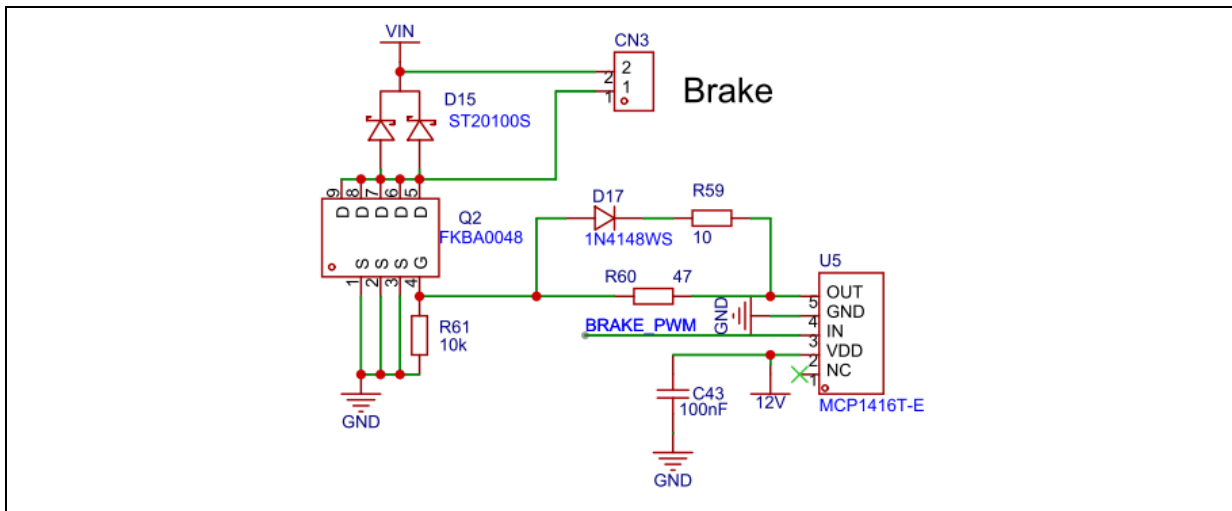 VIN
CN3
2
2
1
1
Brake
D15
ST20100S
9 8 7 6 5
D D D D D
Q2
FKBA0048
S S S G
1 2 3 4
D17
1N4148WS
R59
10
R60 47
R61
10k
GND
BRAKE_PWM
GND
U5
OUT
5
GND
4
IN
3
VDD
2
NC
1
MCP1416T-E
C43
100nF
12V
GND